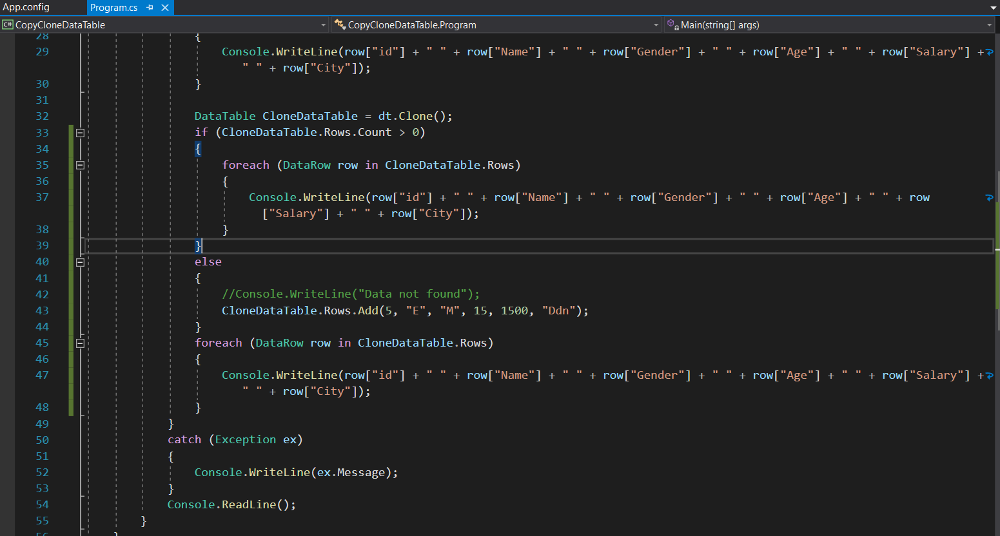 App.config Program.cs
CopyCloneDataTable CopyCloneDataTable.Program Main(string[] args)
28 {
29 Console.WriteLine(row["id"] + " " + row["Name"] + " " + row["Gender"] + " " + row["Age"] + " " + row["Salary"] +
" " + row["City"]);
30 }
31
32 DataTable CloneDataTable = dt.Clone();
33 if (CloneDataTable.Rows.Count > 0)
34 {
35 foreach (DataRow row in CloneDataTable.Rows)
36 {
37 Console.WriteLine(row["id"] + " " + row["Name"] + " " + row["Gender"] + " " + row["Age"] + " " + row
["Salary"] + " " + row["City"]);
38 }
39 }
40 else
41 {
42 //Console.WriteLine("Data not found");
43 CloneDataTable.Rows.Add(5, "E", "M", 15, 1500, "Ddn");
44 }
45 foreach (DataRow row in CloneDataTable.Rows)
46 {
47 Console.WriteLine(row["id"] + " " + row["Name"] + " " + row["Gender"] + " " + row["Age"] + " " + row["Salary"] +
" " + row["City"]);
48 }
49 }
50 catch (Exception ex)
51 {
52 Console.WriteLine(ex.Message);
53 }
54 Console.ReadLine();
55 }
56 }